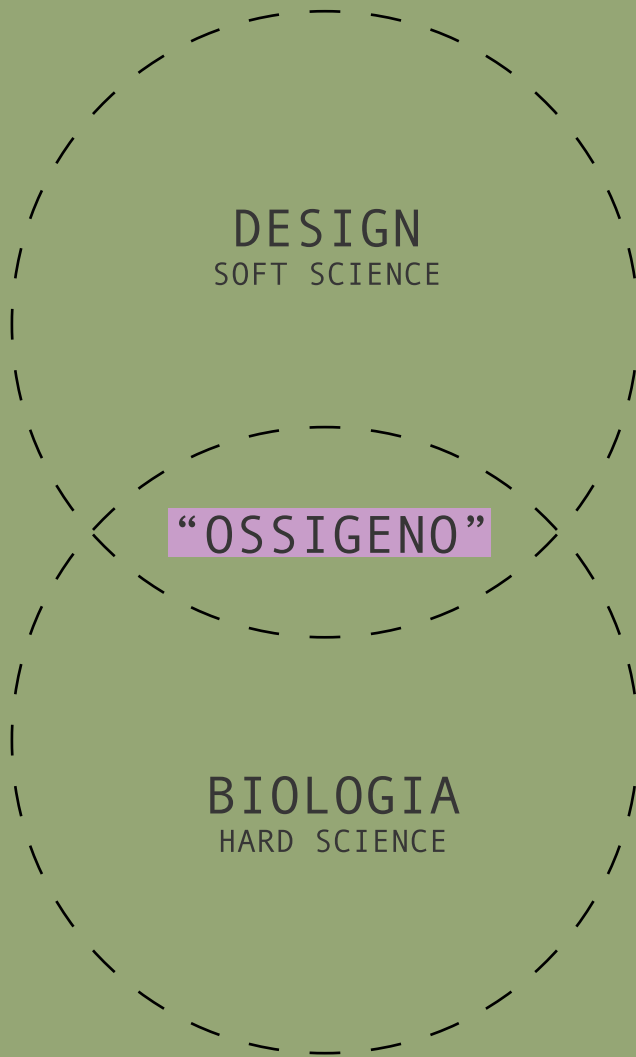 DESIGN
SOFT SCIENCE
“OSSIGENO”
BIOLOGIA
HARD SCIENCE